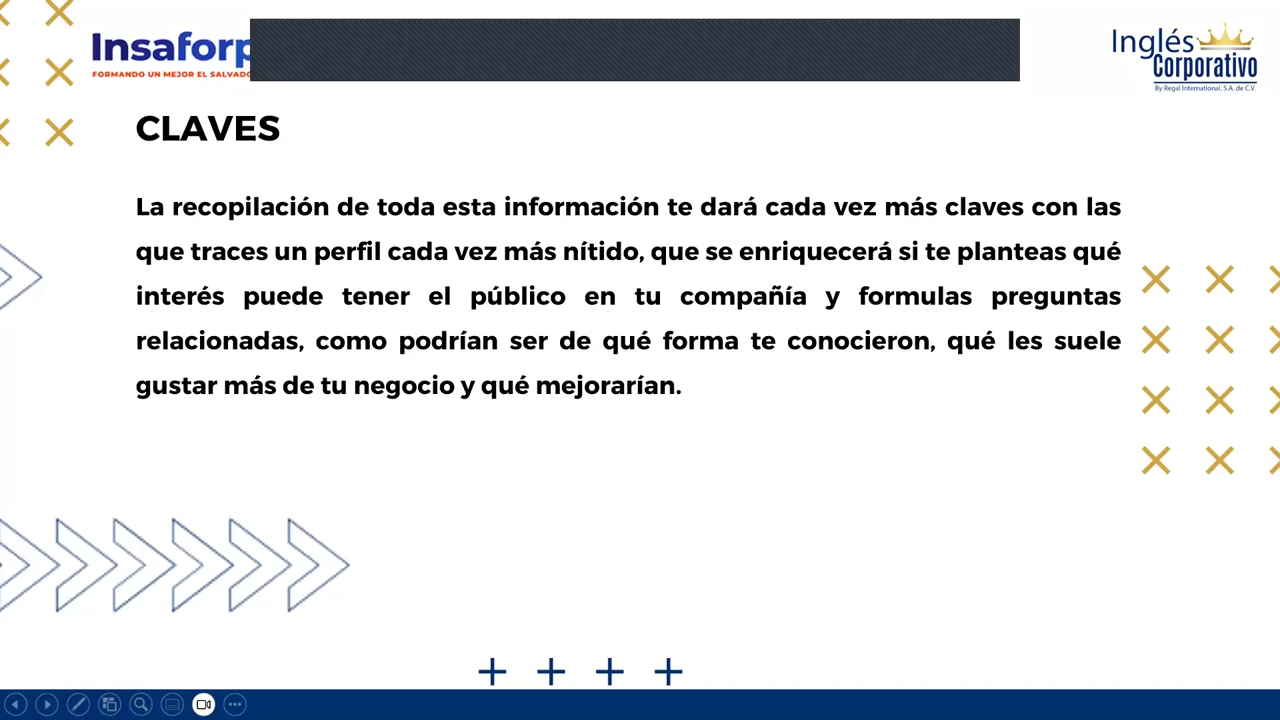 Insaforp
FORMANDO UN MEJOR EL SALVADO
Inglés
Corporativo
By Regal International, S.A. de C.V.
CLAVES
La recopilación de toda esta información te dará cada vez más claves con las
que traces un perfil cada vez más nítido, que se enriquecerá si te planteas qué
interés puede tener el público en tu compañía y formulas preguntas
relacionadas, como podrían ser de qué forma te conocieron, qué les suele
gustar más de tu negocio y qué mejorarían.